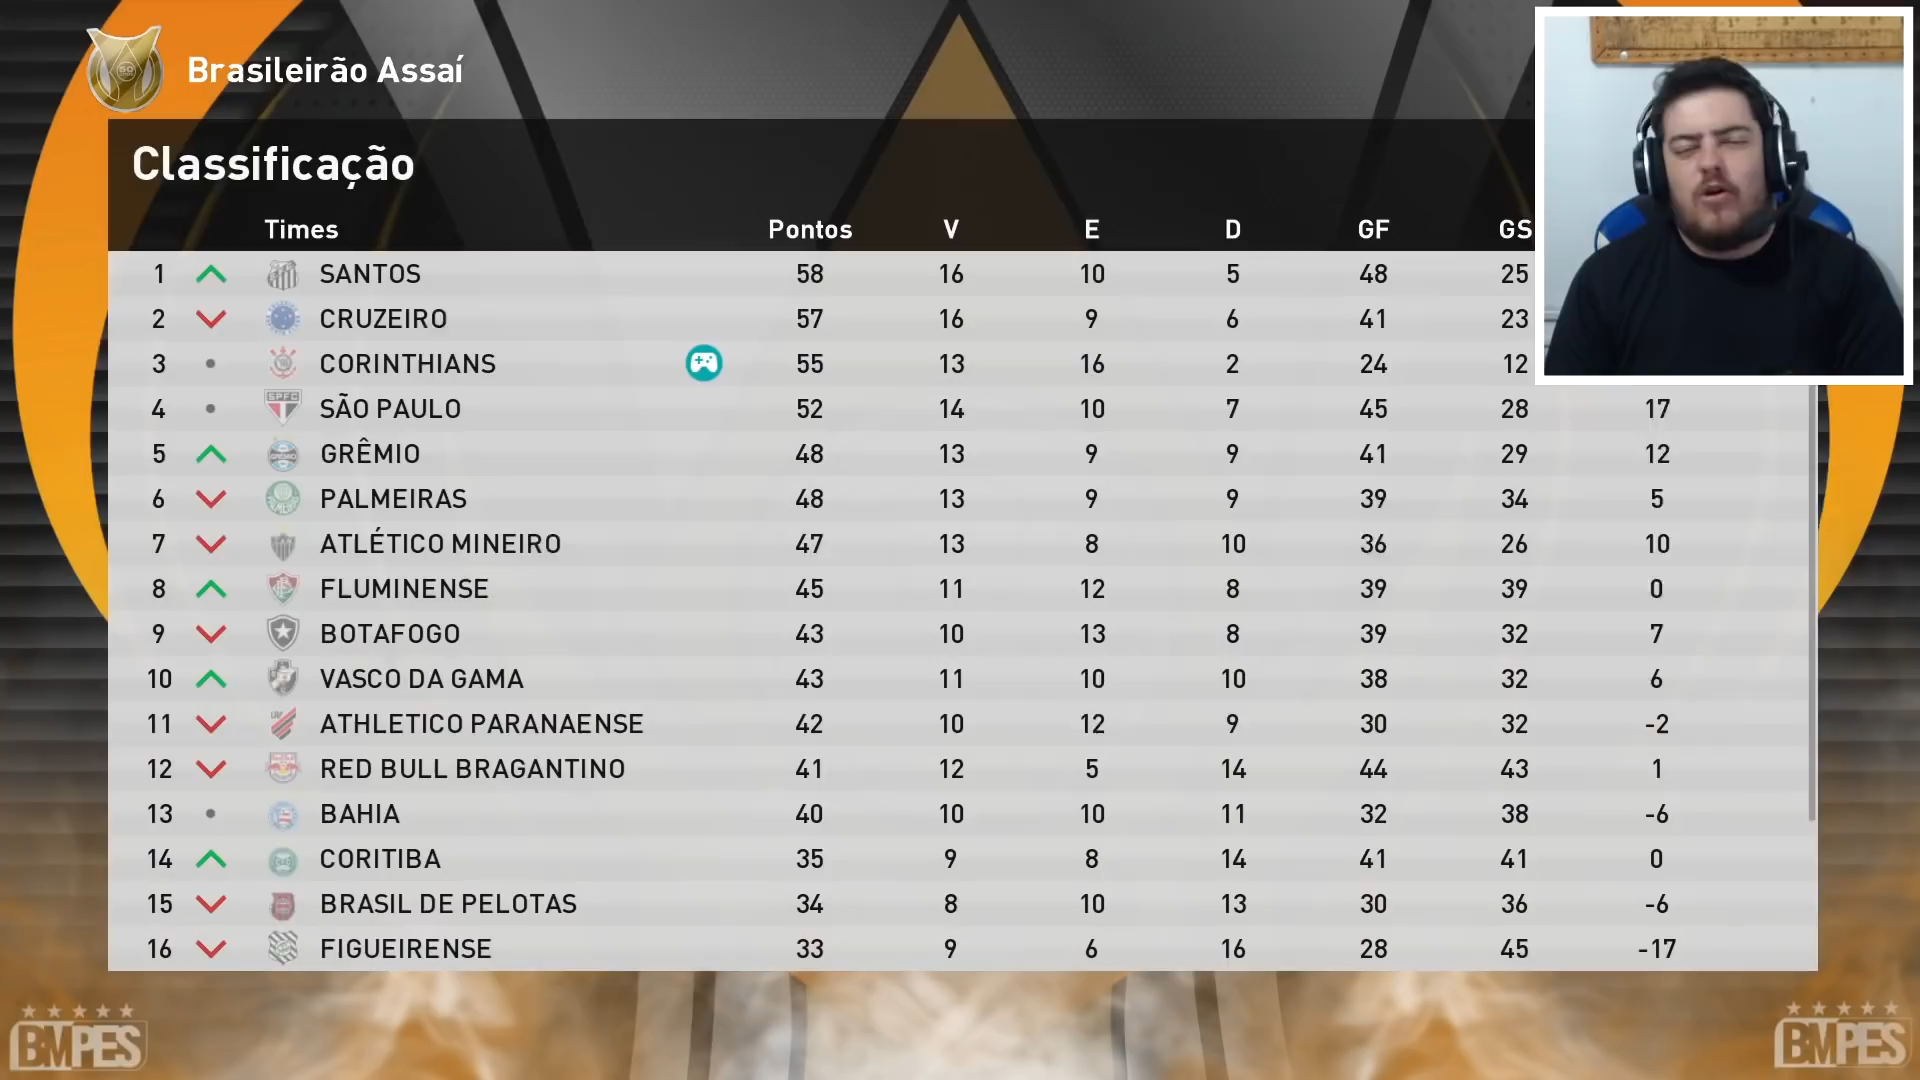 Brasileirão Assaí
Classificação
Times Pontos V E D GF GS
1 SANTOS 58 16 10 5 48 25
2 CRUZEIRO 57 16 9 6 41 23
3 CORINTHIANS 55 13 16 2 24 12
4 SÃO PAULO 52 14 10 7 45 28 17
5 GRÊMIO 48 13 9 9 41 29 12
6 PALMEIRAS 48 13 9 9 39 34 5
7 ATLÉTICO MINEIRO 47 13 8 10 36 26 10
8 FLUMINENSE 45 11 12 8 39 39 0
9 BOTAFOGO 43 10 13 8 39 32 7
10 VASCO DA GAMA 43 11 10 10 38 32 6
11 ATHLETICO PARANAENSE 42 10 12 9 30 32 -2
12 RED BULL BRAGANTINO 41 12 5 14 44 43 1
13 BAHIA 40 10 10 11 32 38 -6
14 CORITIBA 35 9 8 14 41 41 0
15 BRASIL DE PELOTAS 34 8 10 13 30 36 -6
16 FIGUEIRENSE 33 9 6 16 28 45 -17
BMPES
BMPES